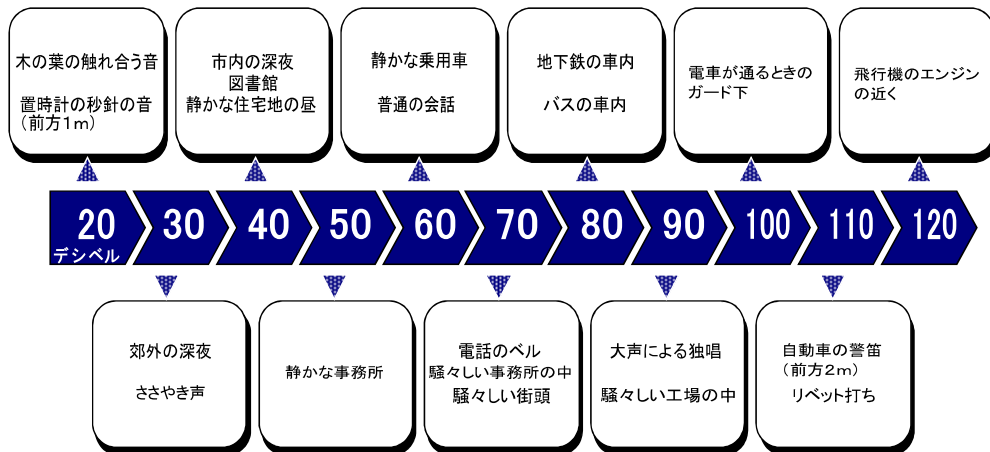 木の葉の触れ合う音
置時計の秒針の音
（前方１ｍ）
市内の深夜
図書館
静かな住宅地の昼
静かな乗用車
普通の会話
地下鉄の車内
バスの車内
電車が通るときの
ガード下
飛行機のエンジン
の近く
20 30 40 50 60 70 80 90 100 110 120
デシベル
郊外の深夜
ささやき声
静かな事務所
電話のベル
騒々しい事務所の中
騒々しい街頭
大声による独唱
騒々しい工場の中
自動車の警笛
（前方２ｍ）
リベット打ち